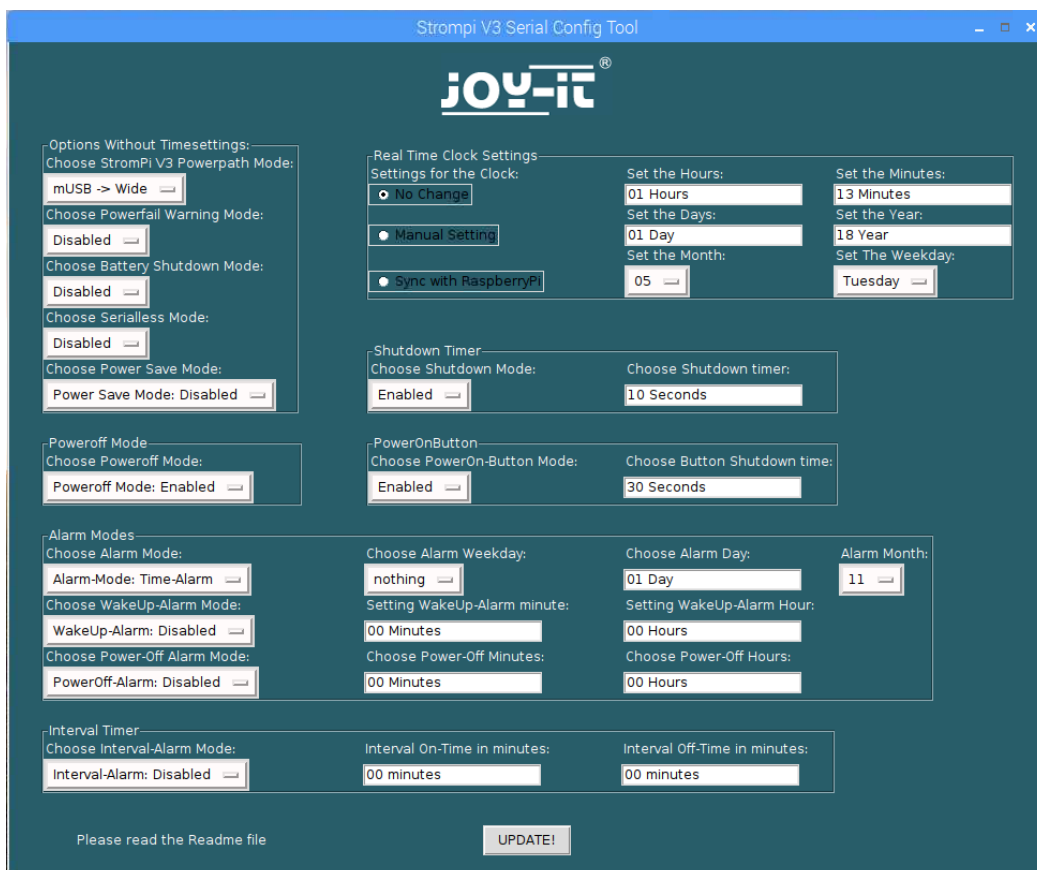 Strompi V3 Serial Config Tool
joy-it®
Options Without Timesettings:
Choose StromPi V3 Powerpath Mode:
mUSB -> Wide
Choose Powerfail Warning Mode:
Disabled
Choose Battery Shutdown Mode:
Disabled
Choose Serialless Mode:
Disabled
Choose Power Save Mode:
Power Save Mode: Disabled
Real Time Clock Settings
Settings for the Clock: Set the Hours: Set the Minutes:
No Change 01 Hours 13 Minutes
Set the Days: Set the Year:
Manual Setting 01 Day 18 Year
Set the Month: Set The Weekday:
Sync with RaspberryPi 05 Tuesday
Shutdown Timer
Choose Shutdown Mode: Choose Shutdown timer:
Enabled 10 Seconds
Poweroff Mode
Choose Poweroff Mode:
Poweroff Mode: Enabled
PowerOnButton
Choose PowerOn-Button Mode: Choose Button Shutdown time:
Enabled 30 Seconds
Alarm Modes
Choose Alarm Mode: Choose Alarm Weekday: Choose Alarm Day: Alarm Month:
Alarm-Mode: Time-Alarm nothing 01 Day 11
Choose WakeUp-Alarm Mode: Setting WakeUp-Alarm minute: Setting WakeUp-Alarm Hour:
WakeUp-Alarm: Disabled 00 Minutes 00 Hours
Choose Power-Off Alarm Mode: Choose Power-Off Minutes: Choose Power-Off Hours:
PowerOff-Alarm: Disabled 00 Minutes 00 Hours
Interval Timer
Choose Interval-Alarm Mode: Interval On-Time in minutes: Interval Off-Time in minutes:
Interval-Alarm: Disabled 00 minutes 00 minutes
Please read the Readme file UPDATE!